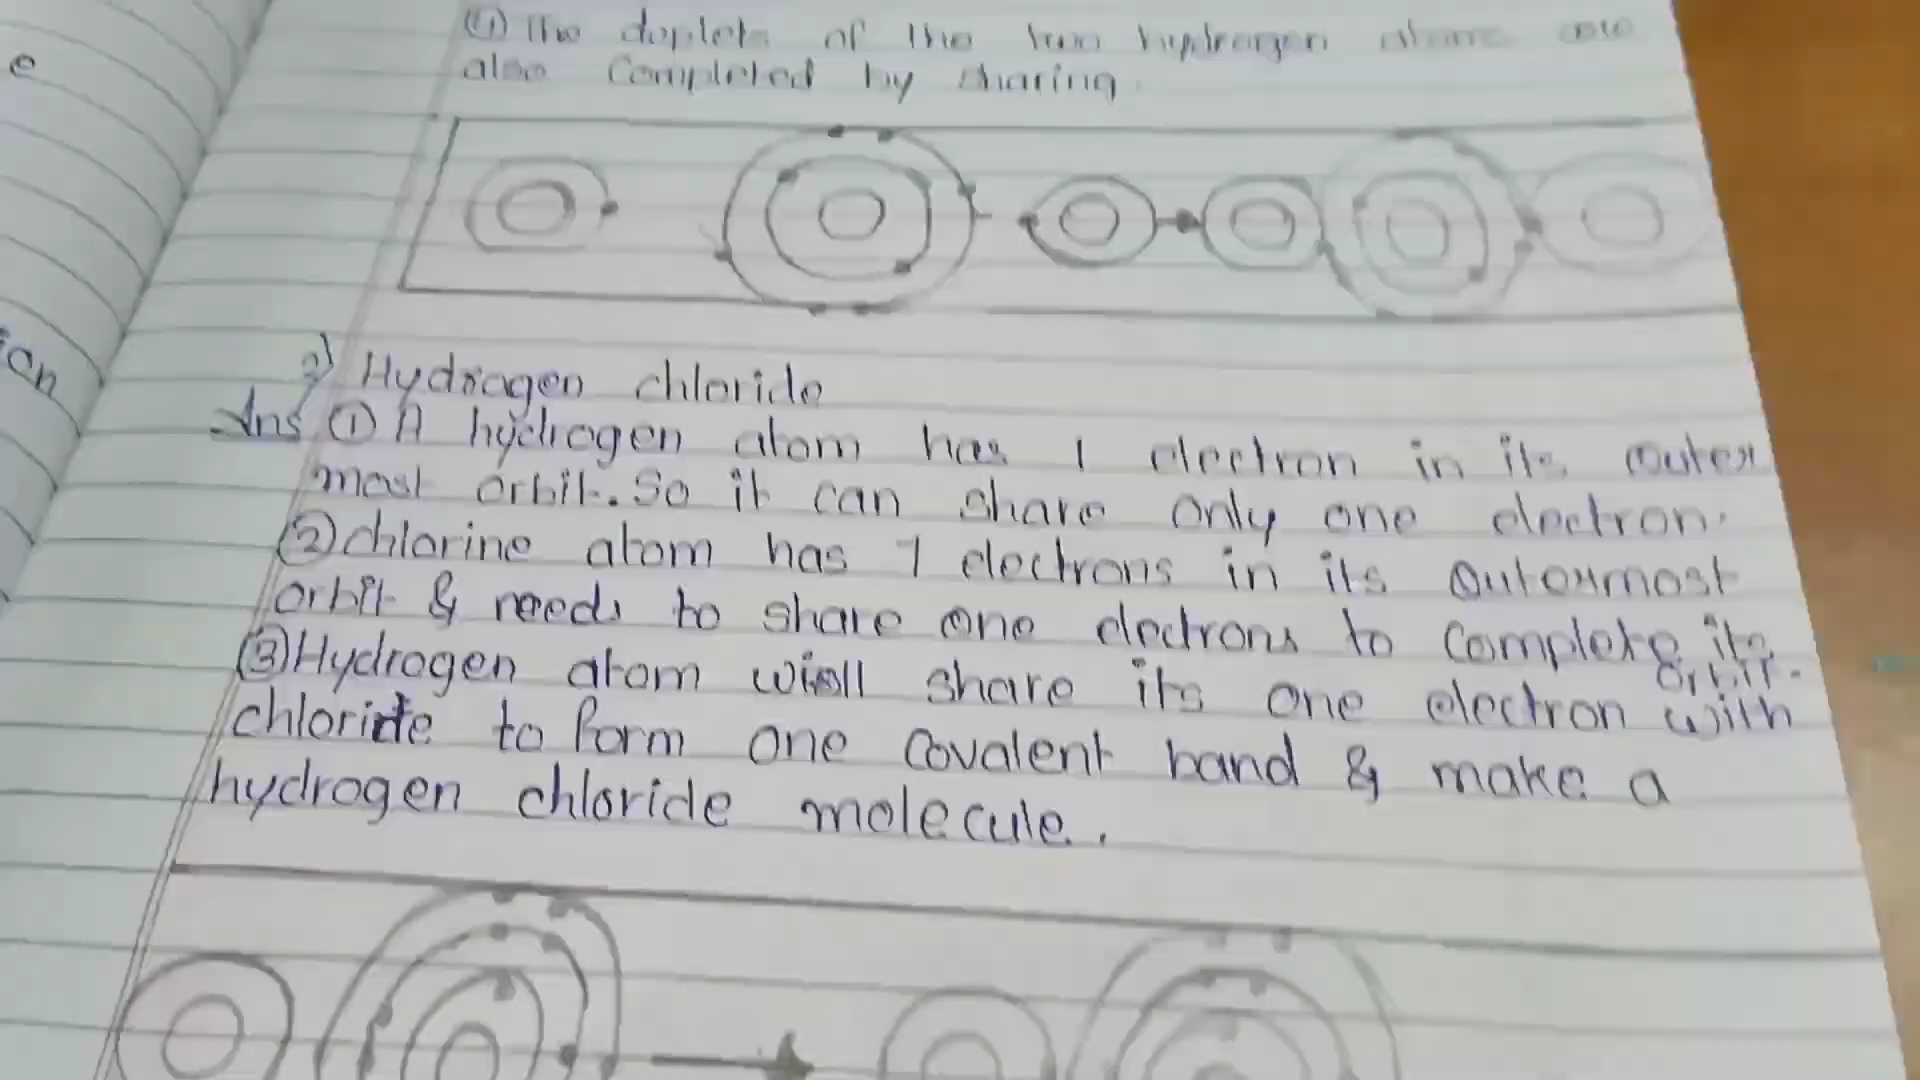 e
ion
(4) The duplets of the two hydrogen atoms are
also Completed by sharing.
2) Hydrogen chloride
Ans ① A hydrogen atom has 1 electron in its outer
most orbit. So it can share only one electron.
② chlorine atom has 7 electrons in its outermost
orbit & needs to share one electrons to complete its
orbit.
③ Hydrogen atom will share its one electron with
chloride to form one covalent band & make a
hydrogen chloride molecule.